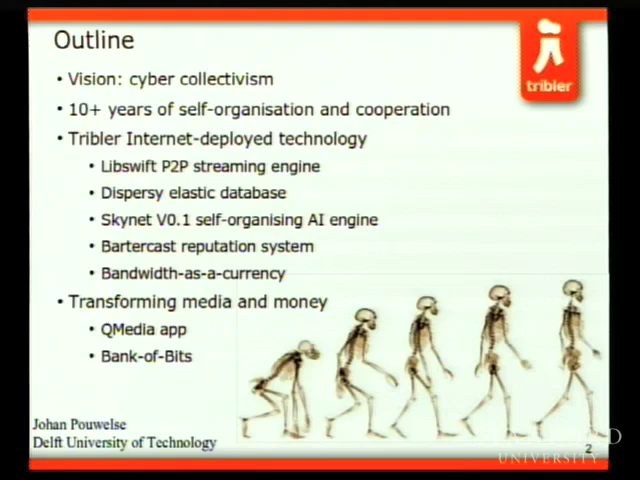 Outline
tribler
• Vision: cyber collectivism
• 10+ years of self-organisation and cooperation
• Tribler Internet-deployed technology
• Libswift P2P streaming engine
• Dispersy elastic database
• Skynet V0.1 self-organising AI engine
• Bartercast reputation system
• Bandwidth-as-a-currency
• Transforming media and money
• QMedia app
• Bank-of-Bits
Johan Pouwelse
Delft University of Technology
2
UNIVERSITY